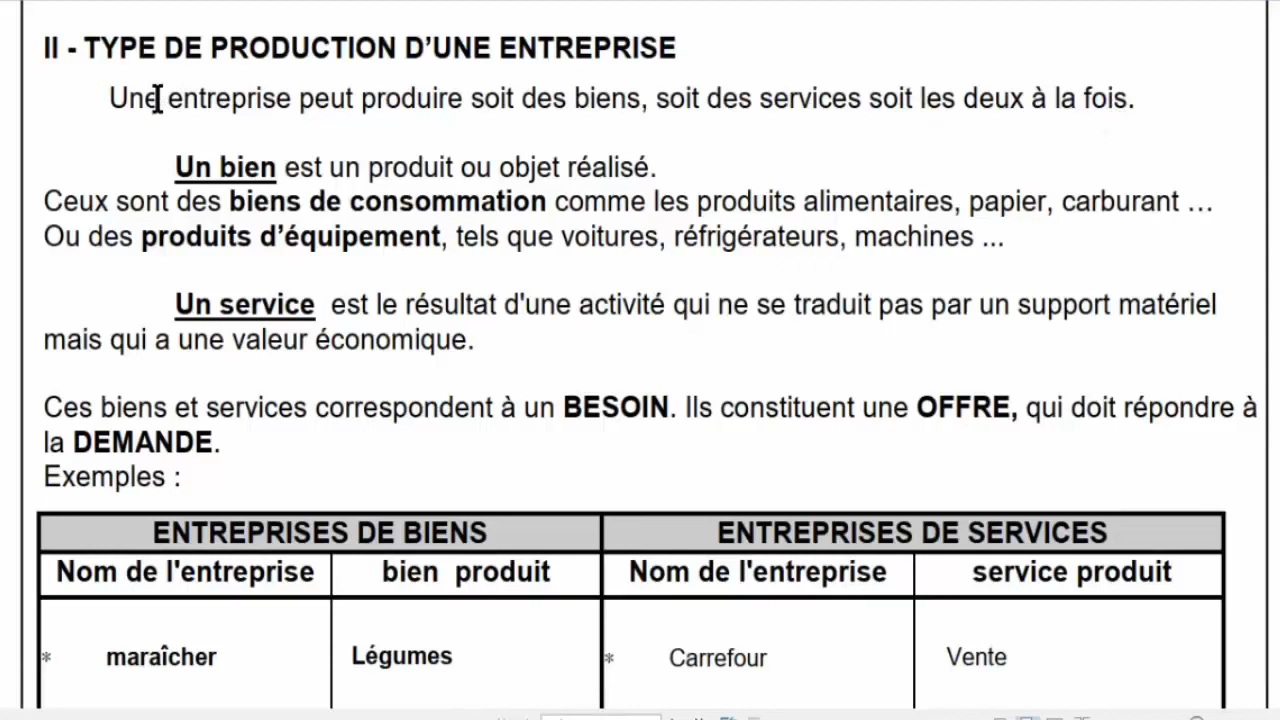 II - TYPE DE PRODUCTION D’UNE ENTREPRISE
Une entreprise peut produire soit des biens, soit des services soit les deux à la fois.
Un bien est un produit ou objet réalisé.
Ceux sont des biens de consommation comme les produits alimentaires, papier, carburant …
Ou des produits d’équipement, tels que voitures, réfrigérateurs, machines ...
Un service est le résultat d'une activité qui ne se traduit pas par un support matériel
mais qui a une valeur économique.
Ces biens et services correspondent à un BESOIN. Ils constituent une OFFRE, qui doit répondre à
la DEMANDE.
Exemples :
ENTREPRISES DE BIENS ENTREPRISES DE SERVICES
Nom de l'entreprise bien produit Nom de l'entreprise service produit
* maraîcher Légumes * Carrefour Vente